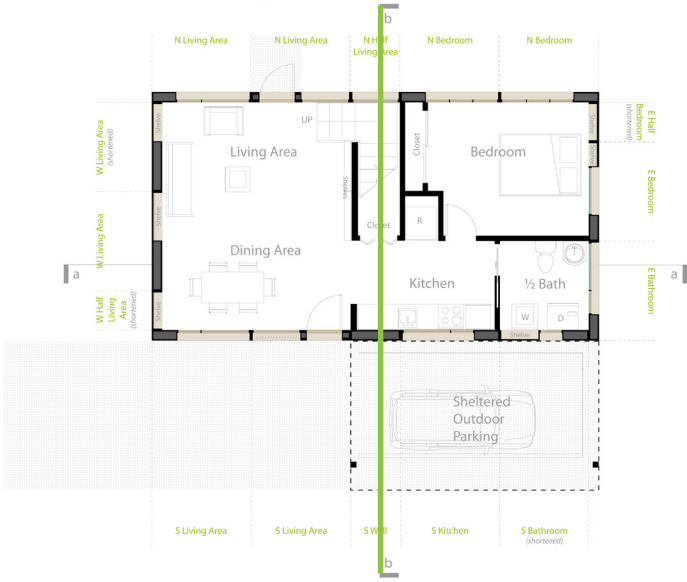 b
N Living Area
N Living Area
N Half
Living Area
N Bedroom
N Bedroom
W Living Area
(shortened)
W Living Area
W Half
Living
Area
(shortened)
E Half
Bedroom
(shortened)
E Bedroom
E Bathroom
Shelve
Shelve
Shelve
Shelve
Shelve
UP
Living Area
Shelves
Closet
Bedroom
Closet
R
Dining Area
Kitchen
½ Bath
W
D
Shelve
a
a
Sheltered
Outdoor
Parking
S Living Area
S Living Area
S Wall
S Kitchen
S Bathroom
(shortened)
b